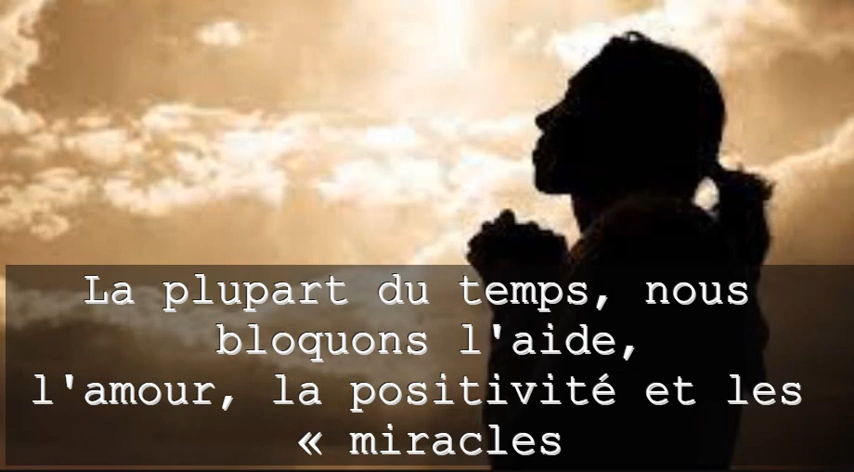 La plupart du temps, nous
bloquons l'aide,
l'amour, la positivité et les
« miracles